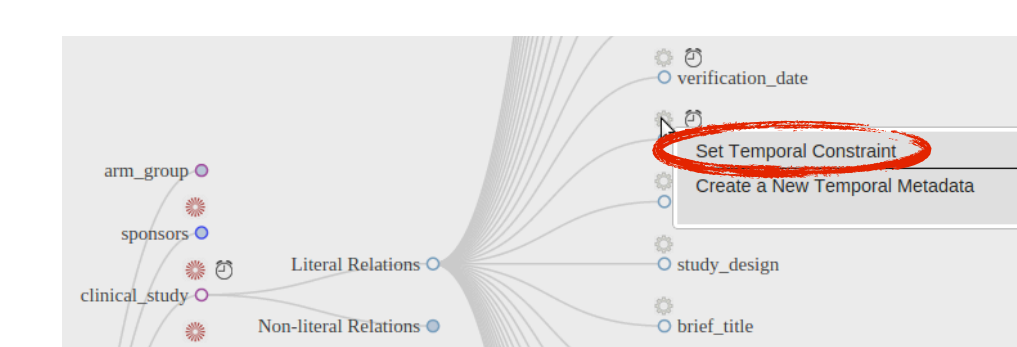 verification_date
Set Temporal Constraint
Create a New Temporal Metadata
arm_group
sponsors
Literal Relations
study_design
clinical_study
Non-literal Relations
brief_title